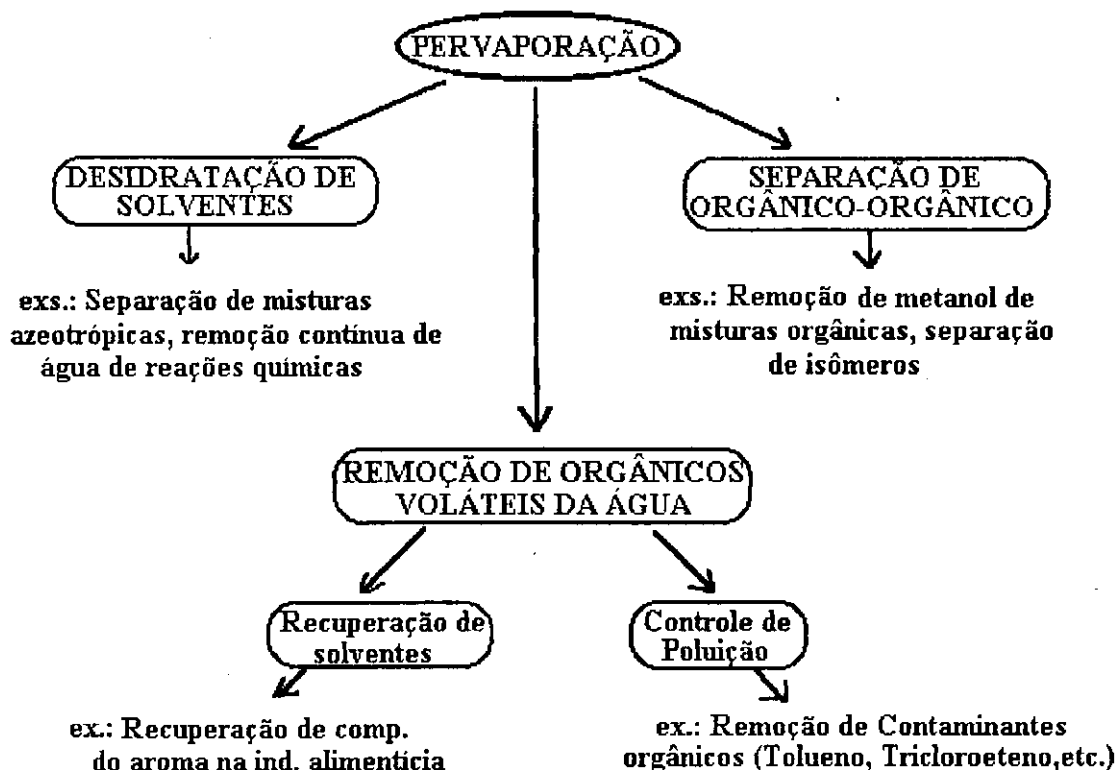 PERVAPORAÇÃO
DESIDRATAÇÃO DE
SOLVENTES
exs.: Separação de misturas
azeotrópicas, remoção contínua de
água de reações químicas
SEPARAÇÃO DE
ORGÂNICO-ORGÂNICO
exs.: Remoção de metanol de
misturas orgânicas, separação
de isômeros
REMOÇÃO DE ORGÂNICOS
VOLÁTEIS DA ÁGUA
Recuperação de
solventes
ex.: Recuperação de comp.
do aroma na ind. alimentícia
Controle de
Poluição
ex.: Remoção de Contaminantes
orgânicos (Tolueno, Tricloroeteno,etc.)